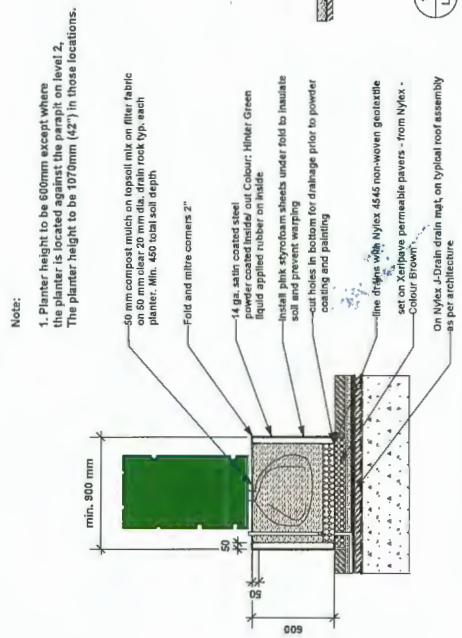 Note:
1. Planter height to be 600mm except where
the planter is located against the parapit on level 2,
The planter height to be 1070mm (42") in those locations.
50 mm compost mulch on topsoil mix on filter fabric
on 50 mm clear 20 mm dia. drain rock typ. each
planter. Min. 450 total soil depth
Fold and mitre corners 2"
14 ga. satin coated steel
powder coated inside/ out Colour: Hinter Green
liquid applied rubber on inside
Install pink styrofoam sheets under fold to insulate
soil and prevent warping
cut holes in bottom for drainage prior to powder
coating and painting
line drains with Nylex 4545 non-woven geotextile
set on Xeripave permeable pavers - from Nylex -
Colour Brown
On Nylex J-Drain drain mat, on typical roof assembly
as per architecture
min. 900 mm
50
50
600